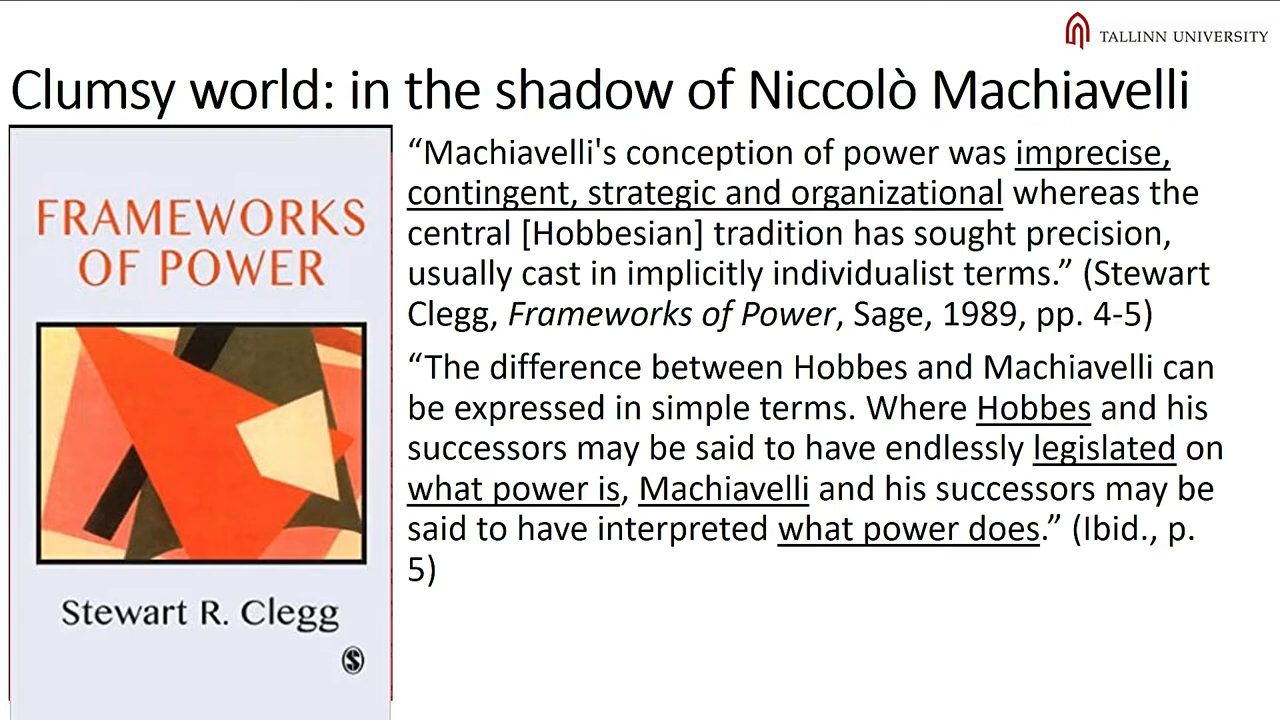 TALLINN UNIVERSITY
Clumsy world: in the shadow of Niccolò Machiavelli
FRAMEWORKS
OF POWER
Stewart R. Clegg
“Machiavelli's conception of power was imprecise,
contingent, strategic and organizational whereas the
central [Hobbesian] tradition has sought precision,
usually cast in implicitly individualist terms.” (Stewart
Clegg, Frameworks of Power, Sage, 1989, pp. 4-5)
“The difference between Hobbes and Machiavelli can
be expressed in simple terms. Where Hobbes and his
successors may be said to have endlessly legislated on
what power is, Machiavelli and his successors may be
said to have interpreted what power does.” (Ibid., p.
5)